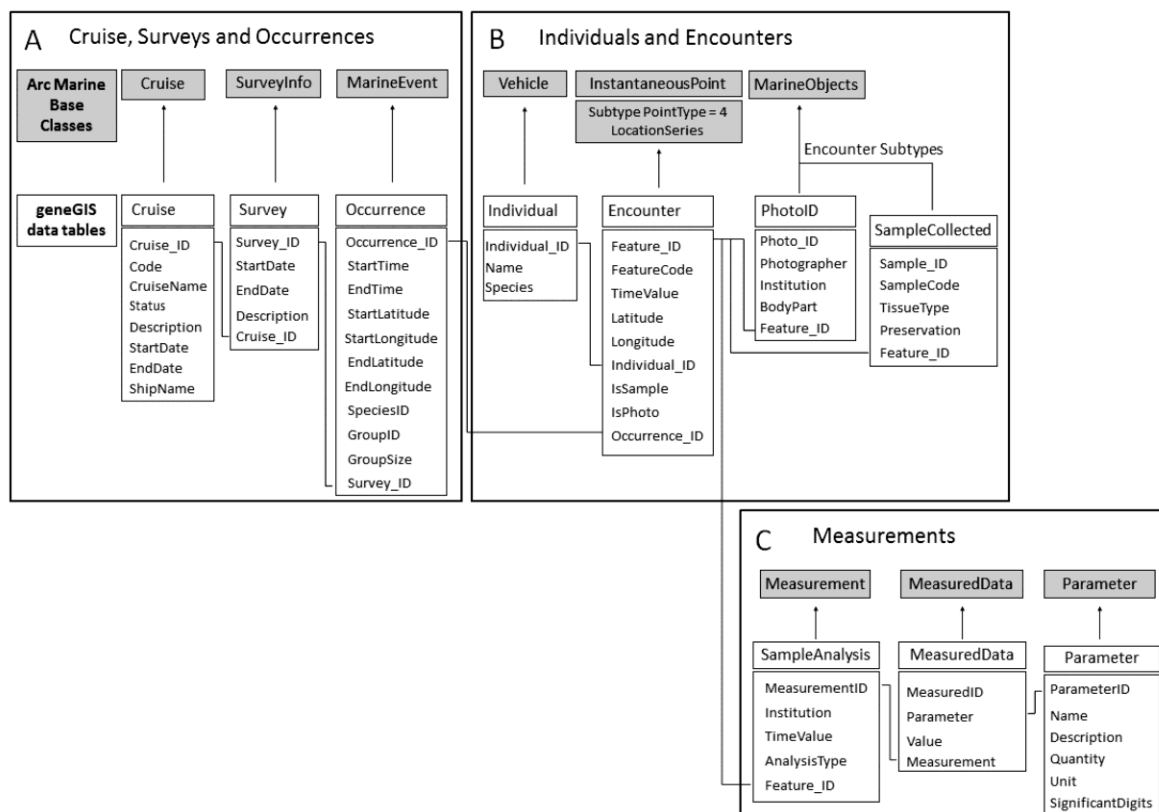 A Cruise, Surveys and Occurrences
Arc Marine
Base
Classes
Cruise
SurveyInfo
MarineEvent
geneGIS
data tables
Cruise
Cruise_ID
Code
CruiseName
Status
Description
StartDate
EndDate
ShipName
Survey
Survey_ID
StartDate
EndDate
Description
Cruise_ID
Occurrence
Occurrence_ID
StartTime
EndTime
StartLatitude
StartLongitude
EndLatitude
EndLongitude
SpeciesID
GroupID
GroupSize
Survey_ID
B Individuals and Encounters
Vehicle
InstantaneousPoint
Subtype PointType = 4
LocationSeries
MarineObjects
Encounter Subtypes
Individual
Individual_ID
Name
Species
Encounter
Feature_ID
FeatureCode
TimeValue
Latitude
Longitude
Individual_ID
IsSample
IsPhoto
Occurrence_ID
PhotoID
Photo_ID
Photographer
Institution
BodyPart
Feature_ID
SampleCollected
Sample_ID
SampleCode
TissueType
Preservation
Feature_ID
C Measurements
Measurement
MeasuredData
Parameter
SampleAnalysis
MeasurementID
Institution
TimeValue
AnalysisType
Feature_ID
MeasuredData
MeasuredID
Parameter
Value
Measurement
Parameter
ParameterID
Name
Description
Quantity
Unit
SignificantDigits